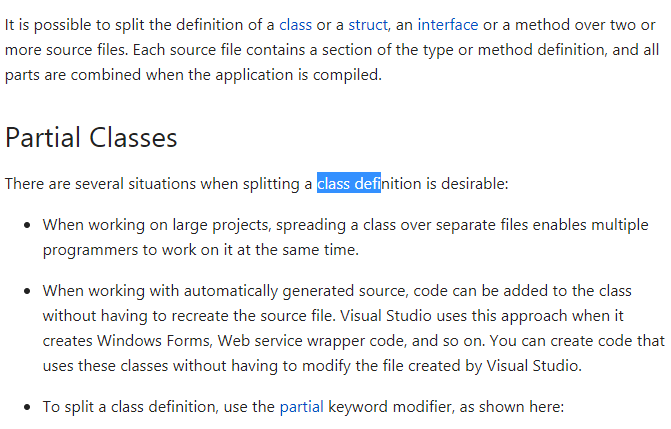 It is possible to split the definition of a class or a struct, an interface or a method over two or
more source files. Each source file contains a section of the type or method definition, and all
parts are combined when the application is compiled.
Partial Classes
There are several situations when splitting a class definition is desirable:
• When working on large projects, spreading a class over separate files enables multiple
programmers to work on it at the same time.
• When working with automatically generated source, code can be added to the class
without having to recreate the source file. Visual Studio uses this approach when it
creates Windows Forms, Web service wrapper code, and so on. You can create code that
uses these classes without having to modify the file created by Visual Studio.
• To split a class definition, use the partial keyword modifier, as shown here: